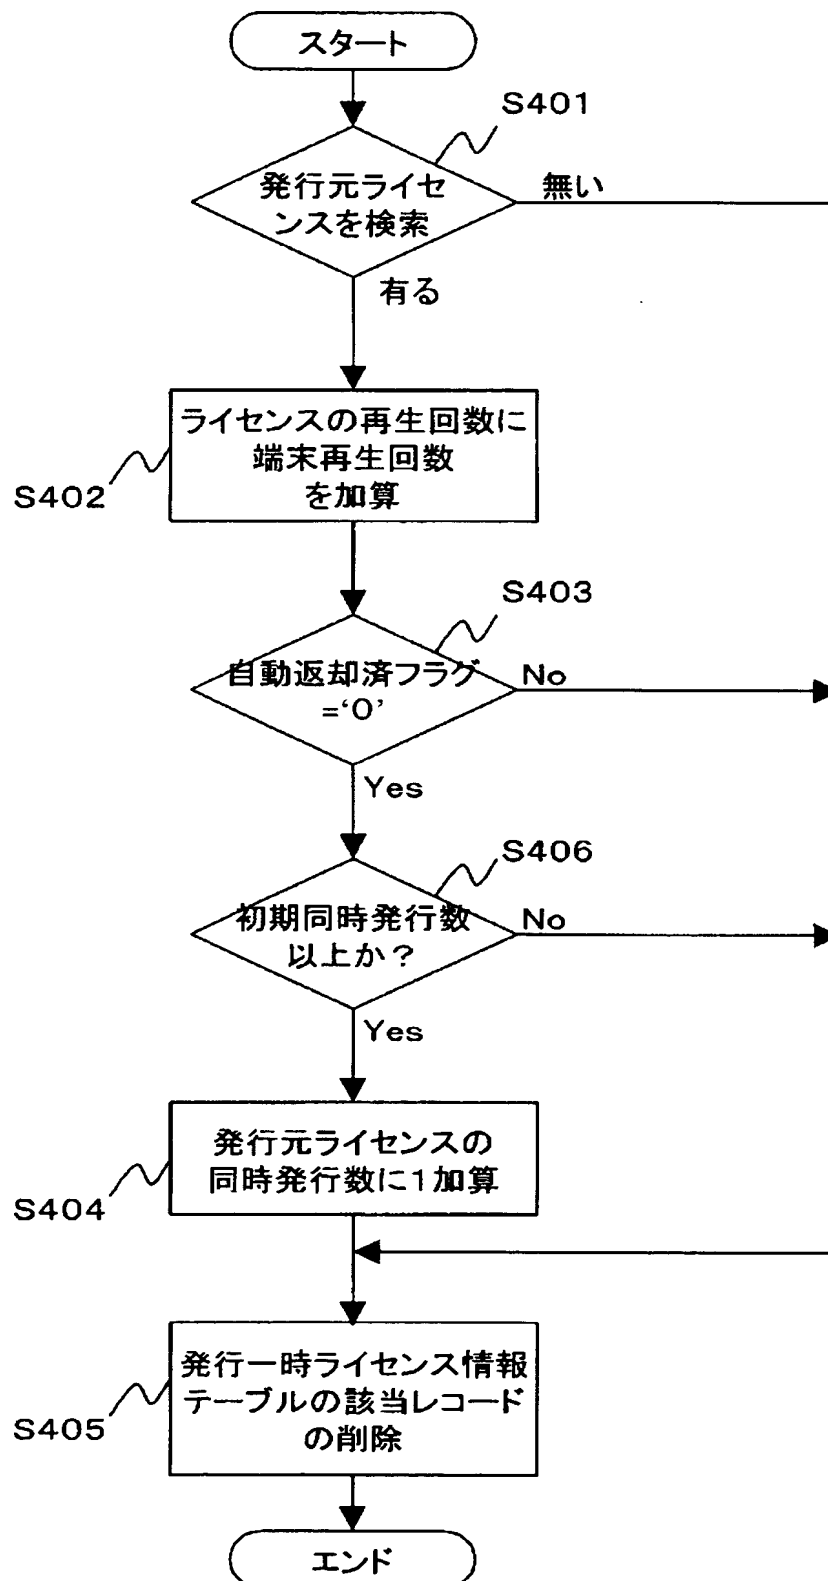 スタート
S401
発行元ライセ
ンスを検索
無い
有る
ライセンスの再生回数に
端末再生回数
を加算
S402
S403
自動返却済フラグ
=‘0’
No
Yes
S406
初期同時発行数
以上か?
No
Yes
発行元ライセンスの
同時発行数に1加算
S404
発行一時ライセンス情報
テーブルの該当レコード
の削除
S405
エンド